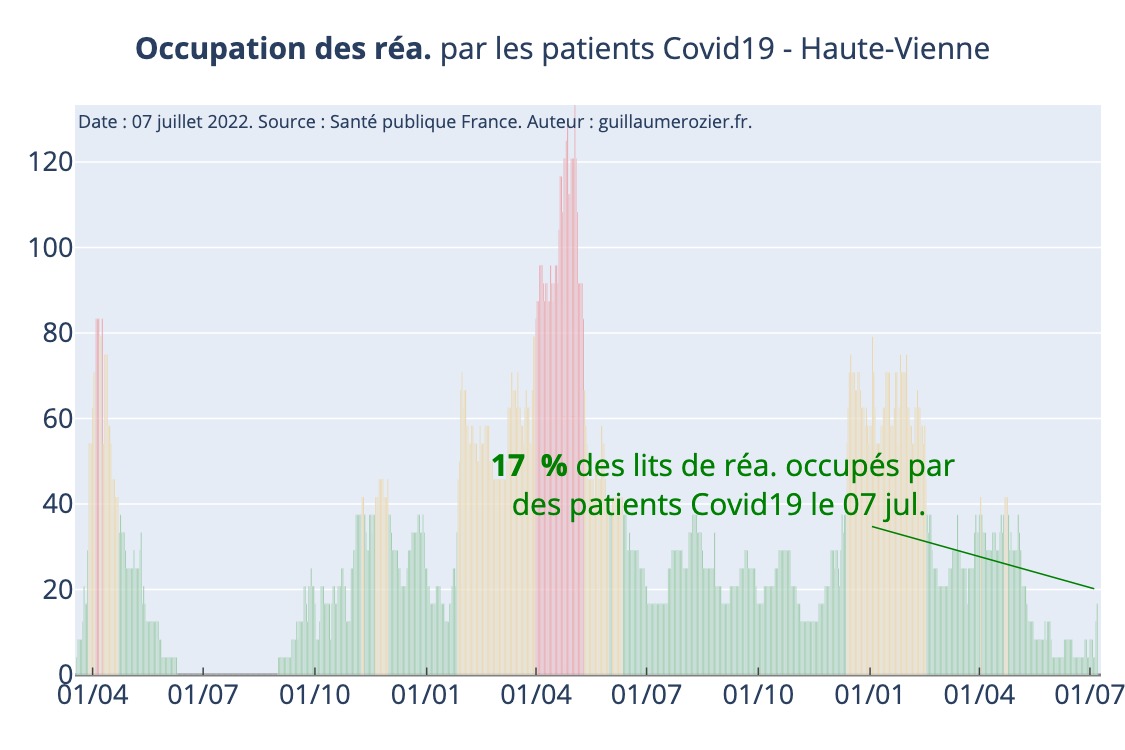 Occupation des réa. par les patients Covid19 - Haute-Vienne
Date : 07 juillet 2022. Source : Santé publique France. Auteur : guillaumerozier.fr.
120
100
80
60
40
20
0
17 % des lits de réa. occupés par
des patients Covid19 le 07 jul.
01/04 01/07 01/10 01/01 01/04 01/07 01/10 01/01 01/04 01/07